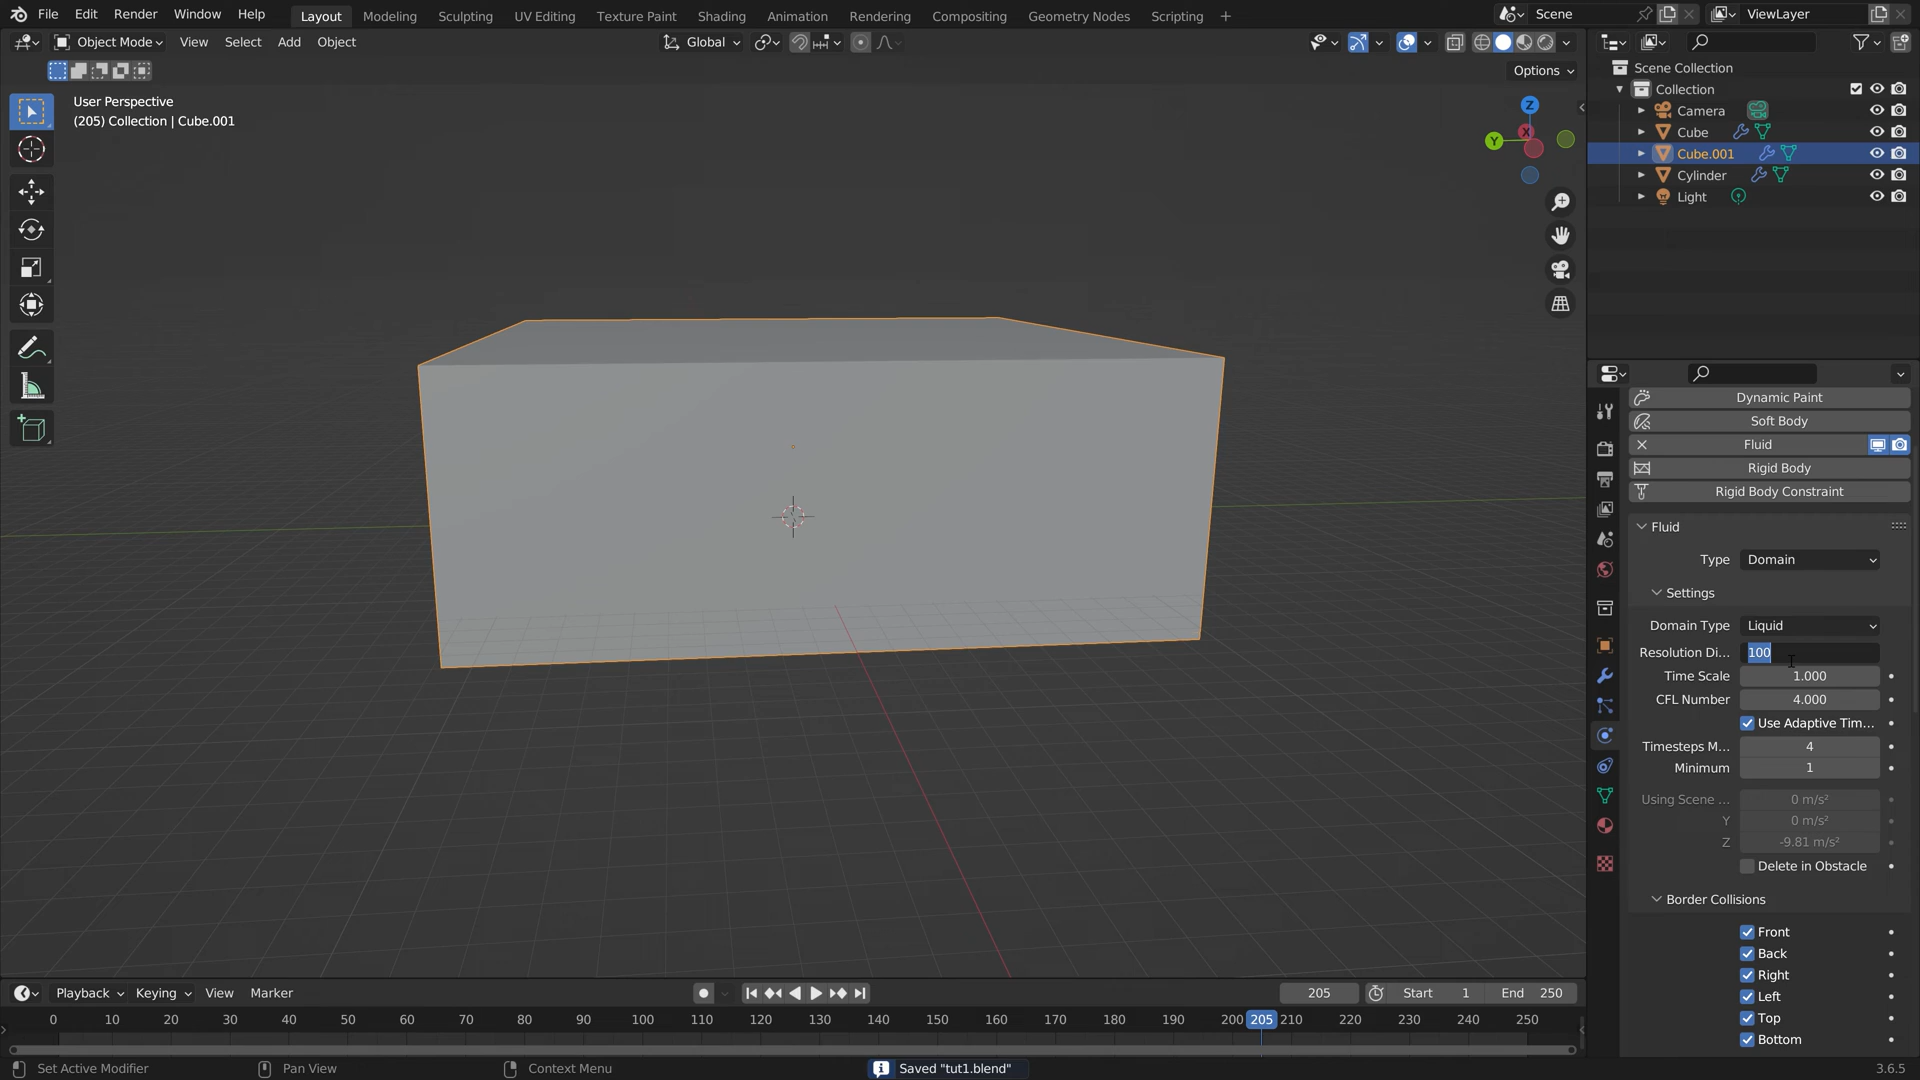 File Edit Render Window Help Layout Modeling Sculpting UV Editing Texture Paint Shading Animation Rendering Compositing Geometry Nodes Scripting + Scene ViewLayer
Object Mode View Select Add Object Global
Options
User Perspective
(205) Collection | Cube.001
Z
X
Y
Scene Collection
Collection
Camera
Cube
Cube.001
Cylinder
Light
Dynamic Paint
Soft Body
Fluid
Rigid Body
Rigid Body Constraint
Fluid
Type Domain
Settings
Domain Type Liquid
Resolution Di... 100
Time Scale 1.000
CFL Number 4.000
Use Adaptive Tim...
Timesteps M... 4
Minimum 1
Using Scene ... 0 m/s²
Y 0 m/s²
Z -9.81 m/s²
Delete in Obstacle
Border Collisions
Front
Back
Right
Left
Top
Bottom
Playback Keying View Marker 205 Start 1 End 250
0 10 20 30 40 50 60 70 80 90 100 110 120 130 140 150 160 170 180 190 200 205 210 220 230 240 250
Set Active Modifier Pan View Context Menu Saved "tut1.blend" 3.6.5